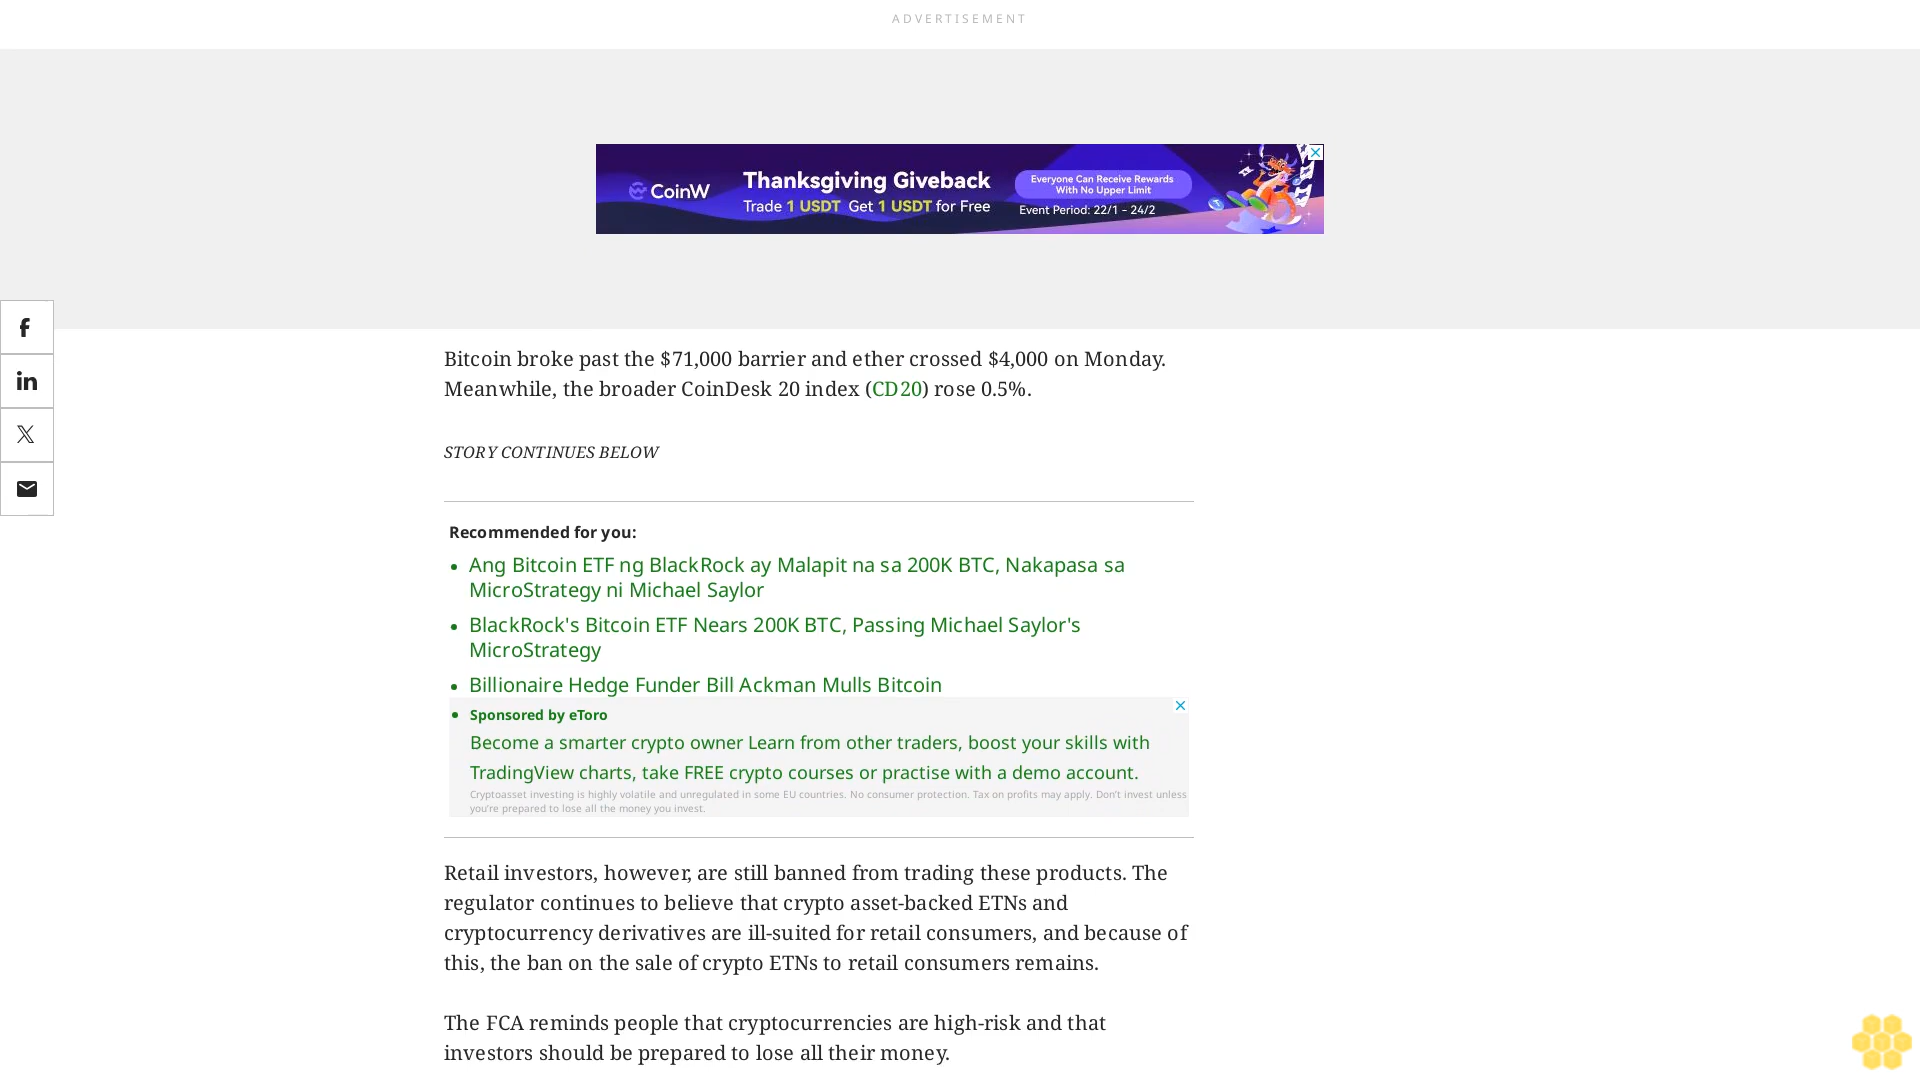 ADVERTISEMENT
CoinW
Thanksgiving Giveback
Trade 1 USDT Get 1 USDT for Free
Everyone Can Receive Rewards
With No Upper Limit
Event Period: 22/1 - 24/2
Bitcoin broke past the $71,000 barrier and ether crossed $4,000 on Monday.
Meanwhile, the broader CoinDesk 20 index (CD20) rose 0.5%.
STORY CONTINUES BELOW
Recommended for you:
Ang Bitcoin ETF ng BlackRock ay Malapit na sa 200K BTC, Nakapasa sa
MicroStrategy ni Michael Saylor
BlackRock's Bitcoin ETF Nears 200K BTC, Passing Michael Saylor's
MicroStrategy
Billionaire Hedge Funder Bill Ackman Mulls Bitcoin
Sponsored by eToro
Become a smarter crypto owner Learn from other traders, boost your skills with
TradingView charts, take FREE crypto courses or practise with a demo account.
Cryptoasset investing is highly volatile and unregulated in some EU countries. No consumer protection. Tax on profits may apply. Don't invest unless
you're prepared to lose all the money you invest.
Retail investors, however, are still banned from trading these products. The
regulator continues to believe that crypto asset-backed ETNs and
cryptocurrency derivatives are ill-suited for retail consumers, and because of
this, the ban on the sale of crypto ETNs to retail consumers remains.
The FCA reminds people that cryptocurrencies are high-risk and that
investors should be prepared to lose all their money.